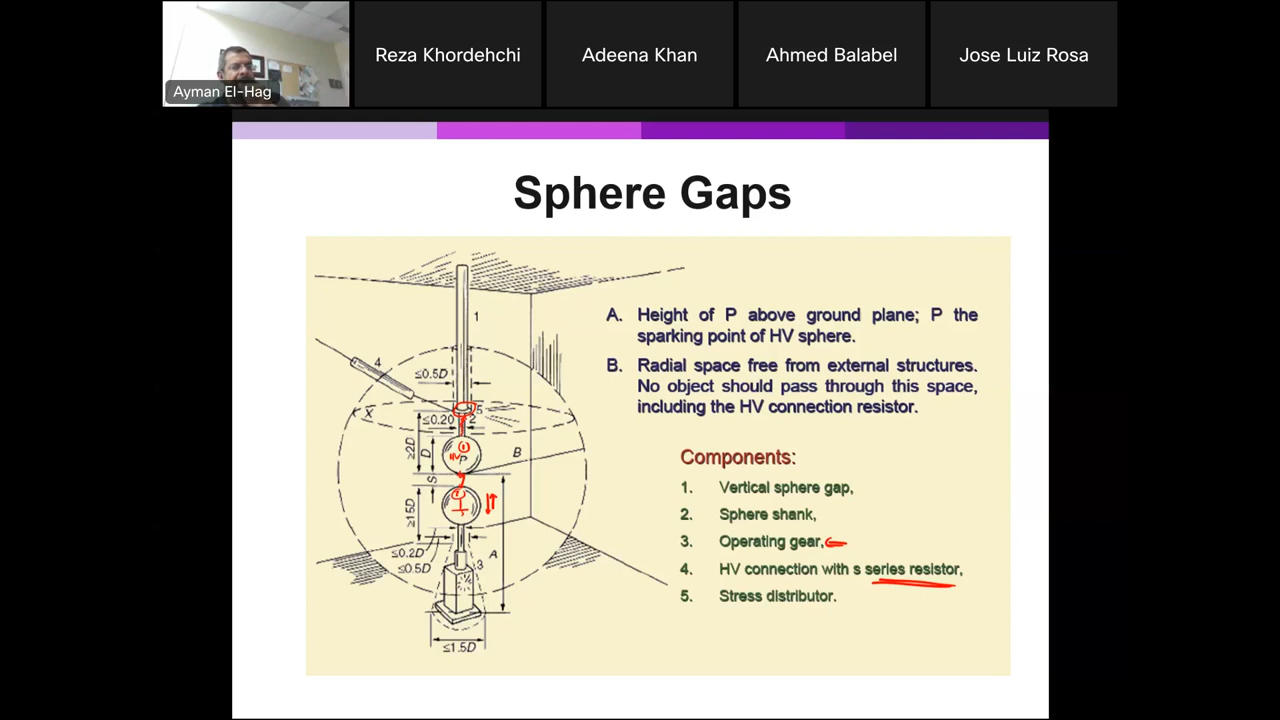 Ayman El-Hag
Reza Khordehchi
Adeena Khan
Ahmed Balabel
Jose Luiz Rosa
Sphere Gaps
1
4
≤0.5D
X
5
≤0.20
2
≥2D
D
HV
P
B
S
≥15D
A
≤0.2D
≤0.5D
3
≤1.5D
A. Height of P above ground plane; P the
sparking point of HV sphere.
B. Radial space free from external structures.
No object should pass through this space,
including the HV connection resistor.
Components:
1. Vertical sphere gap,
2. Sphere shank,
3. Operating gear,
4. HV connection with s series resistor,
5. Stress distributor.